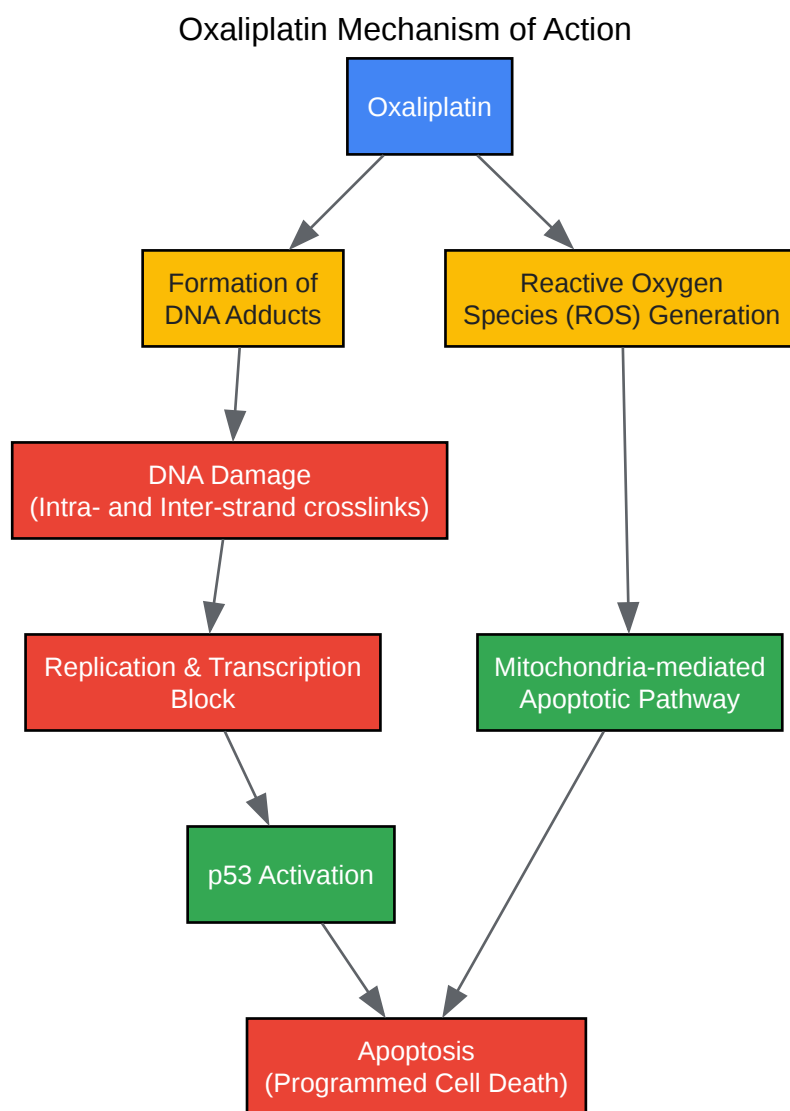 Oxaliplatin Mechanism of Action
Oxaliplatin
Formation of
DNA Adducts
Reactive Oxygen
Species (ROS) Generation
DNA Damage
(Intra- and Inter-strand crosslinks)
Replication & Transcription
Block
Mitochondria-mediated
Apoptotic Pathway
p53 Activation
Apoptosis
(Programmed Cell Death)